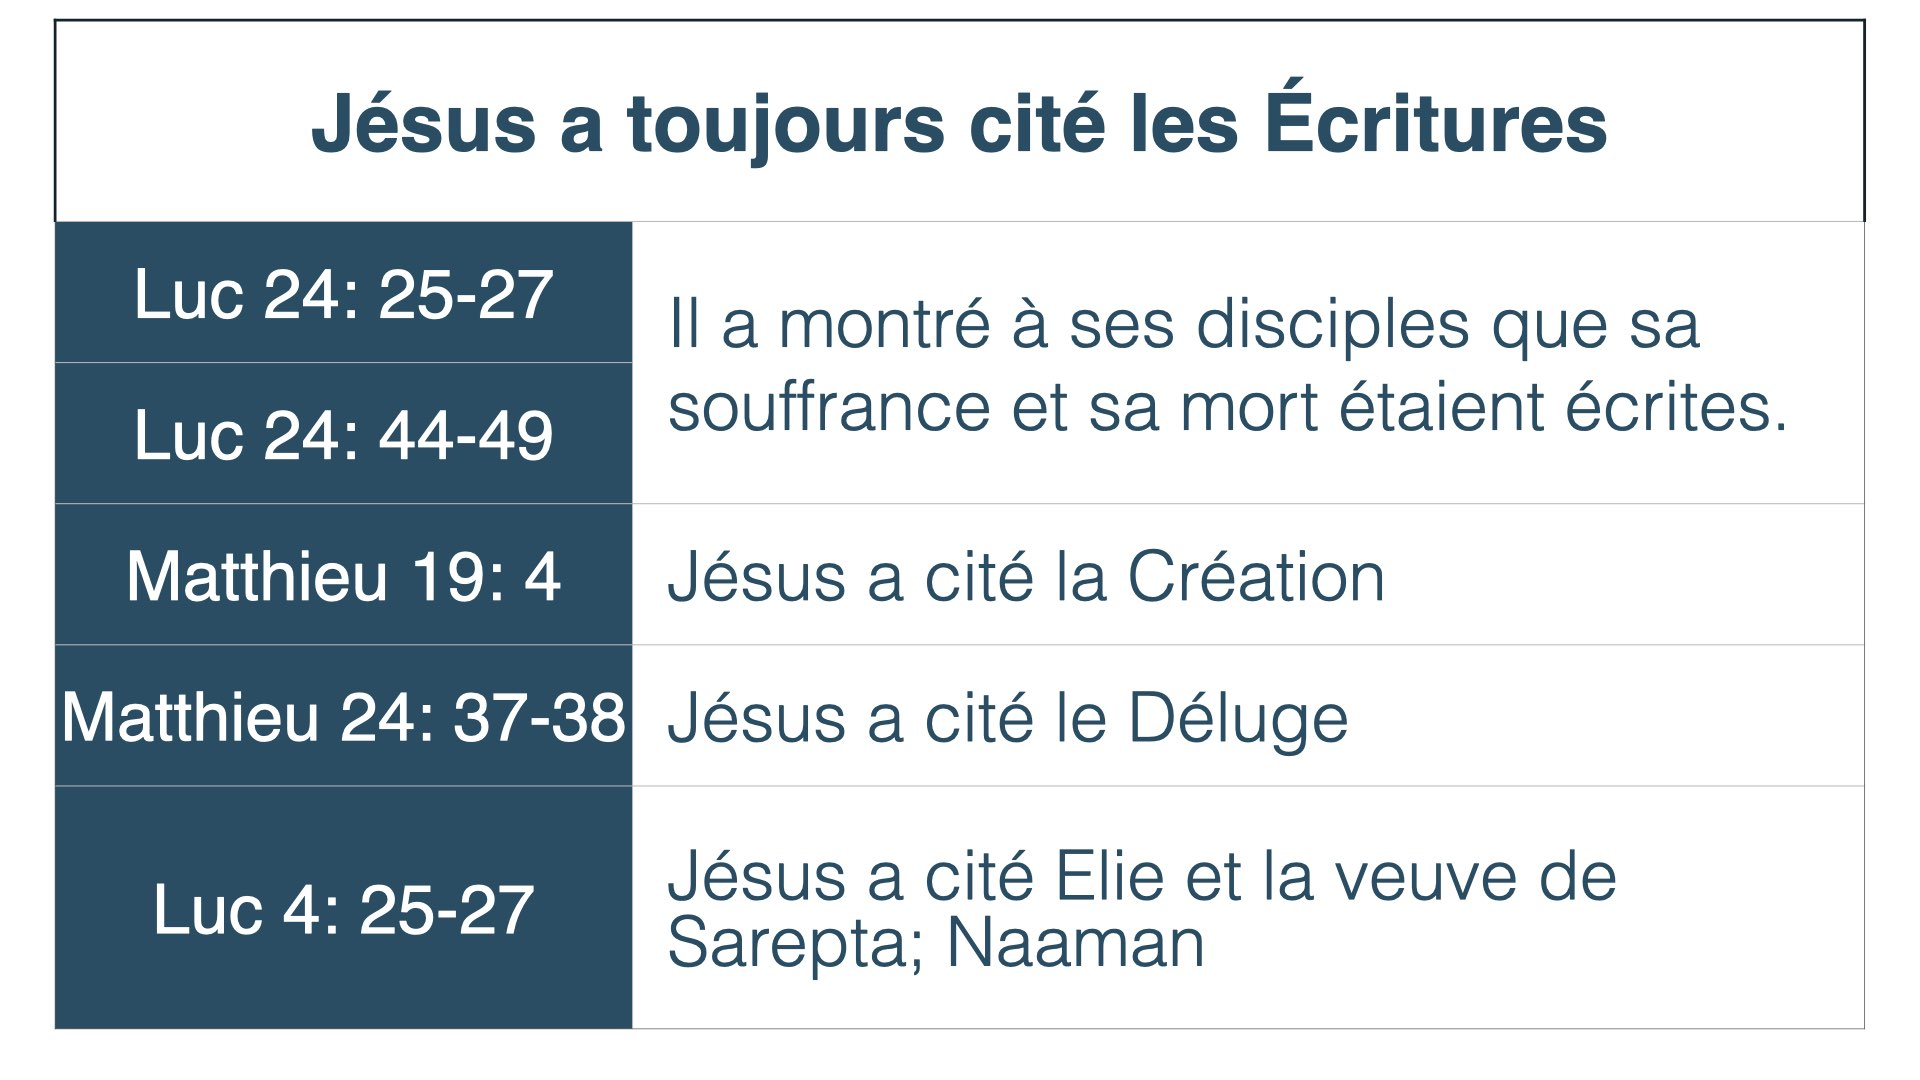 Jésus a toujours cité les Écritures
Luc 24: 25-27
Il a montré à ses disciples que sa
souffrance et sa mort étaient écrites.
Luc 24: 44-49
Matthieu 19: 4
Jésus a cité la Création
Matthieu 24: 37-38
Jésus a cité le Déluge
Luc 4: 25-27
Jésus a cité Elie et la veuve de
Sarepta; Naaman